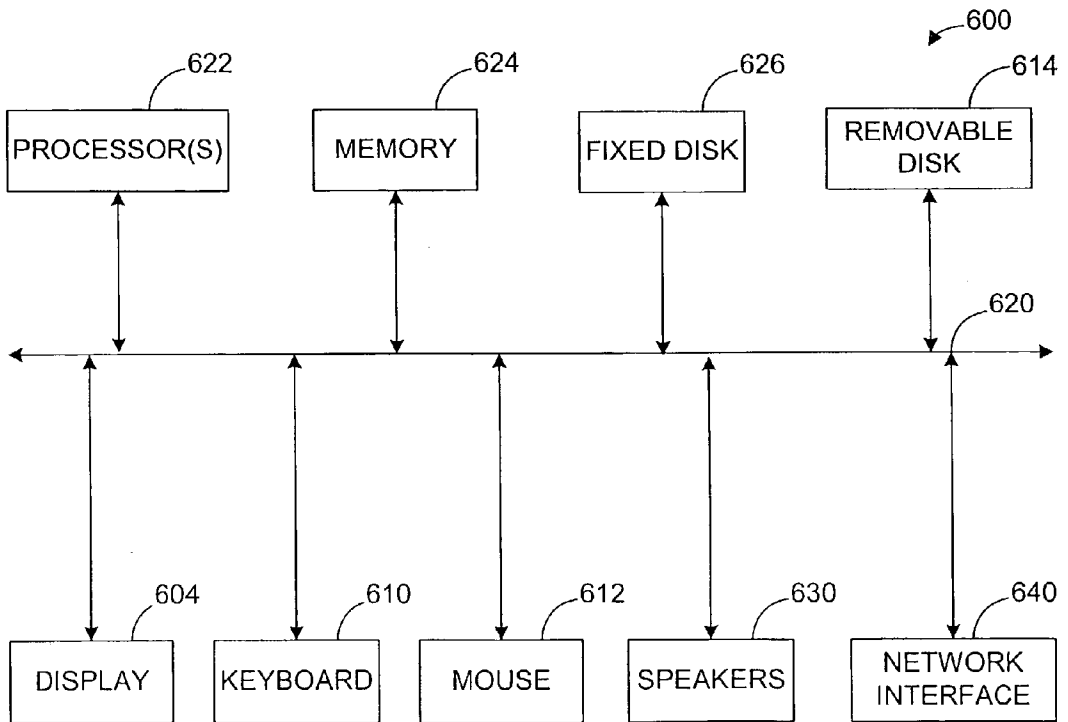 600
622
624
626
614
PROCESSOR(S)
MEMORY
FIXED DISK
REMOVABLE
DISK
620
604
610
612
630
640
DISPLAY
KEYBOARD
MOUSE
SPEAKERS
NETWORK
INTERFACE